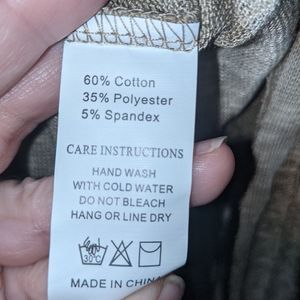 60% Cotton
35% Polyester
5% Spandex
CARE INSTRUCTIONS
HAND WASH
WITH COLD WATER
DO NOT BLEACH
HANG OR LINE DRY
30°C
MADE IN CHINA